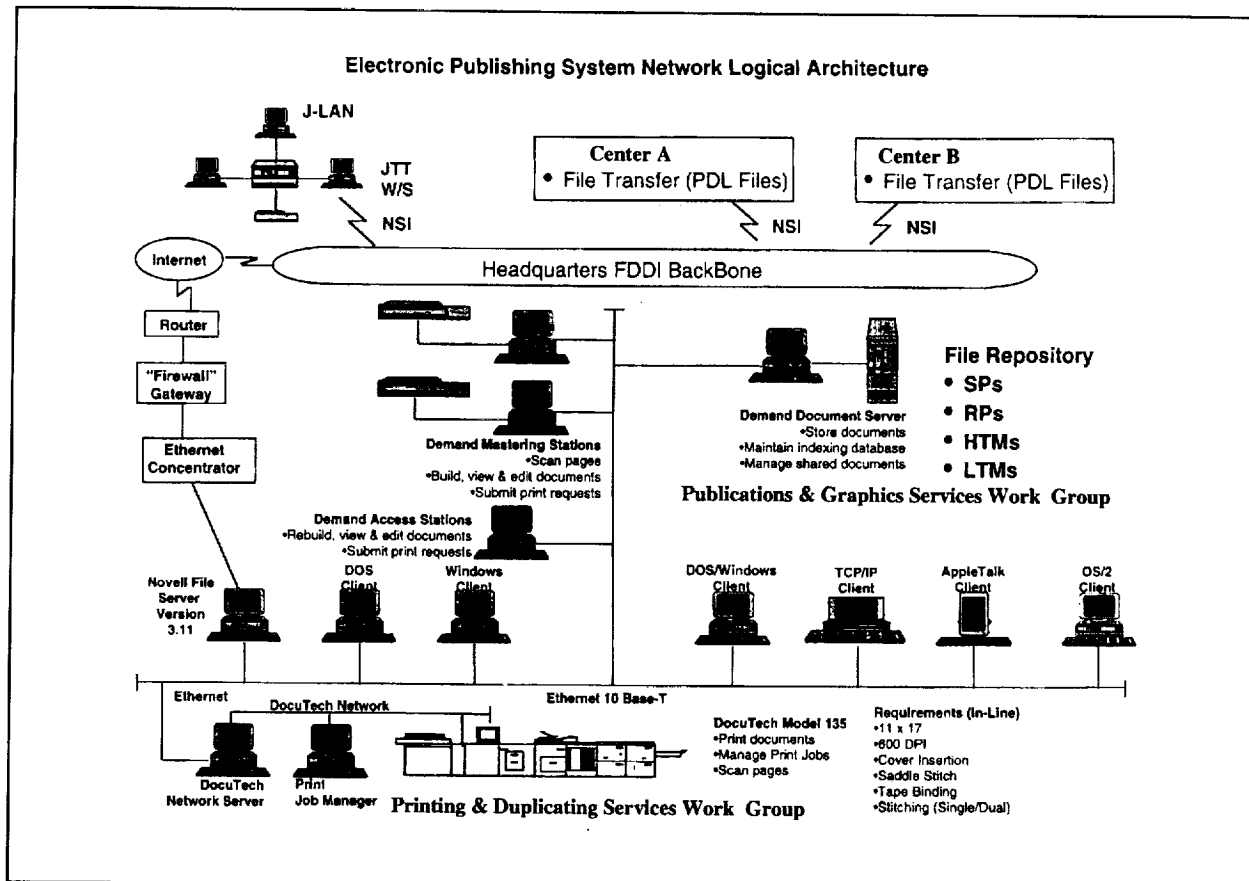 Electronic Publishing System Network Logical Architecture
J-LAN
JTT
W/S
NSI
Center A
• File Transfer (PDL Files)
NSI
Center B
• File Transfer (PDL Files)
NSI
Internet
Headquarters FDDI BackBone
Router
"Firewall"
Gateway
Ethernet
Concentrator
Demand Mastering Stations
•Scan pages
•Build, view & edit documents
•Submit print requests
Demand Access Stations
•Rebuild, view & edit documents
•Submit print requests
Demand Document Server
•Store documents
•Maintain indexing database
•Manage shared documents
File Repository
• SPs
• RPs
• HTMs
• LTMs
Publications & Graphics Services Work Group
Novell File
Server
Version
3.11
DOS
Client
Windows
Client
DOS/Windows
Client
TCP/IP
Client
AppleTalk
Client
OS/2
Client
Ethernet
Ethernet 10 Base-T
DocuTech Network
DocuTech
Network Server
Print
Job Manager
DocuTech Model 135
•Print documents
•Manage Print Jobs
•Scan pages
Requirements (In-Line)
•11 x 17
•600 DPI
•Cover Insertion
•Saddle Stitch
•Tape Binding
•Stitching (Single/Dual)
Printing & Duplicating Services Work Group